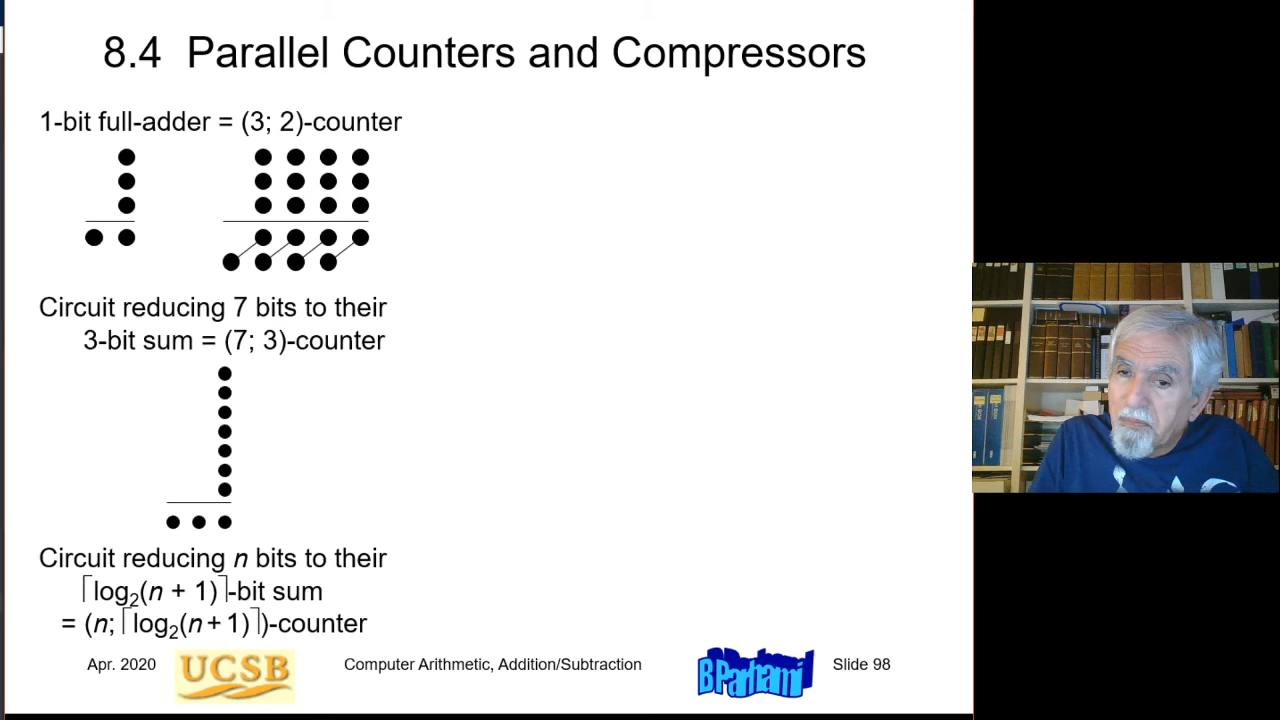 8.4 Parallel Counters and Compressors
1-bit full-adder = (3; 2)-counter
Circuit reducing 7 bits to their
3-bit sum = (7; 3)-counter
Circuit reducing n bits to their
⌈log₂(n + 1)⌉-bit sum
= (n; ⌈log₂(n + 1)⌉)-counter
Apr. 2020
UCSB
Computer Arithmetic, Addition/Subtraction
B Parhami
Slide 98